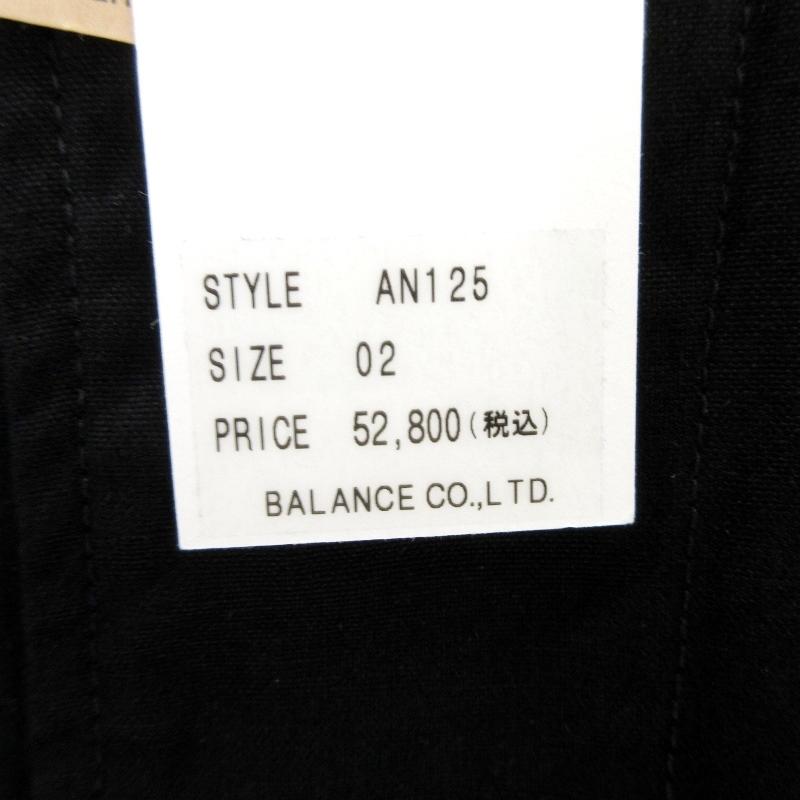 STYLE AN125
SIZE 02
PRICE 52,800(税込)
BALANCE CO.,LTD.